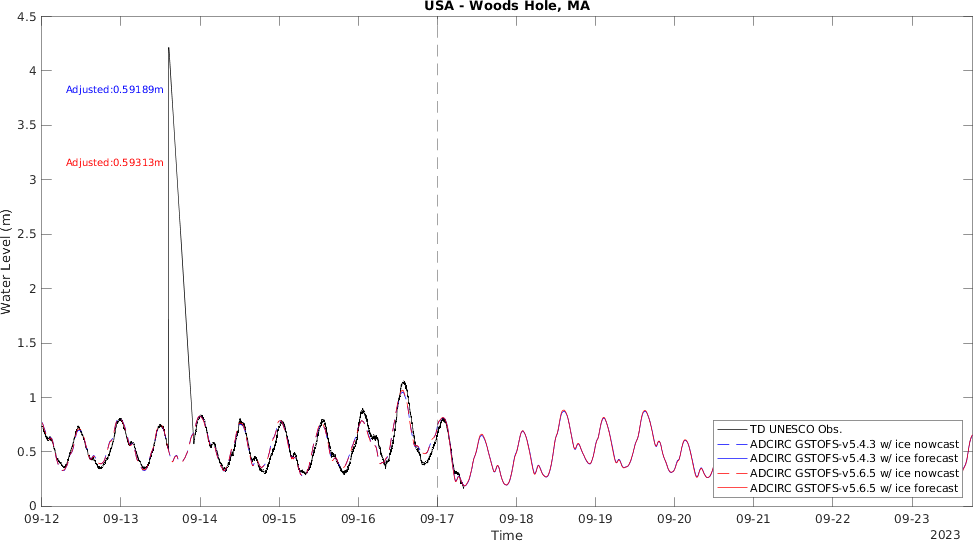 USA - Woods Hole, MA
4.5
4
3.5
3
2.5
2
1.5
1
0.5
0
Water Level (m)
Adjusted:0.59189m
Adjusted:0.59313m
TD UNESCO Obs.
ADCIRC GSTOFS-v5.4.3 w/ ice nowcast
ADCIRC GSTOFS-v5.4.3 w/ ice forecast
ADCIRC GSTOFS-v5.6.5 w/ ice nowcast
ADCIRC GSTOFS-v5.6.5 w/ ice forecast
09-12 09-13 09-14 09-15 09-16 09-17 09-18 09-19 09-20 09-21 09-22 09-23
Time
2023